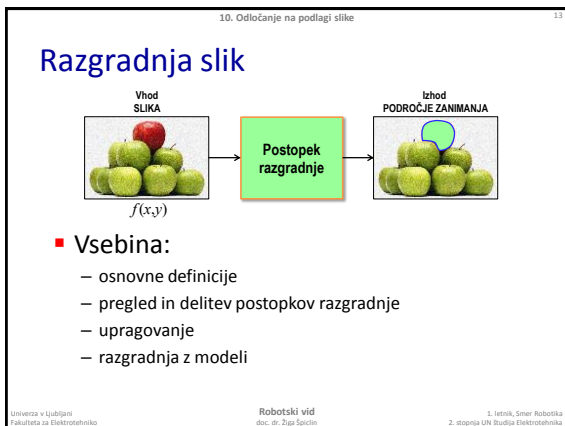 10. Odločanje na podlagi slike
13
Razgradnja slik
Vhod
SLIKA
Postopek
razgradnje
Izhod
PODROČJE ZANIMANJA
f(x,y)
▪ Vsebina:
– osnovne definicije
– pregled in delitev postopkov razgradnje
– upragovanje
– razgradnja z modeli
Univerza v Ljubljani
Fakulteta za Elektrotehniko
Robotski vid
doc. dr. Žiga Špiclin
1. letnik, Smer Robotika
2. stopnja UN Študija Elektrotehnika